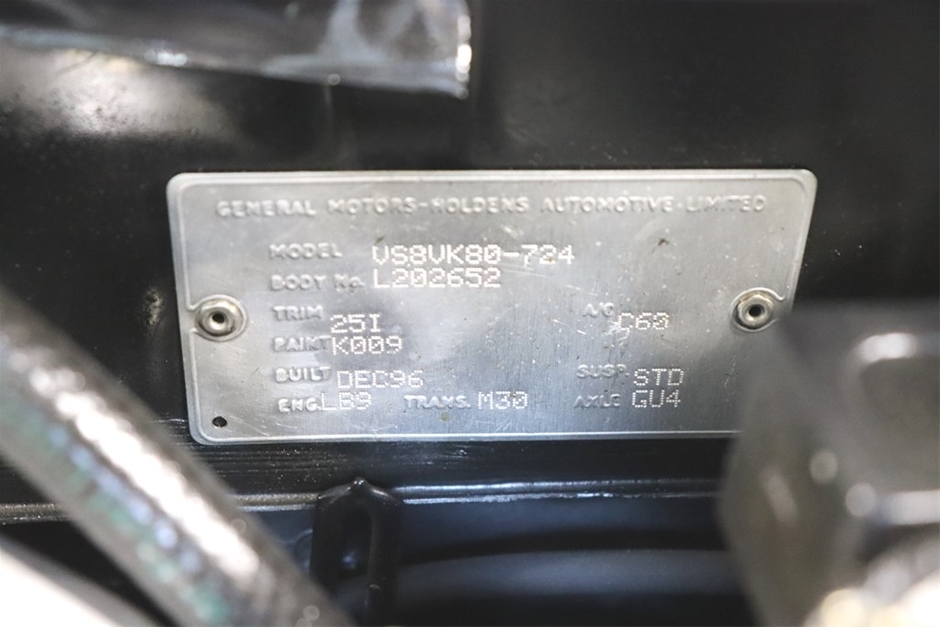 GENERAL MOTORS-HOLDENS AUTOMOTIVE LIMITED
MODEL VS8VK80-724
BODY No. L202652
TRIM 25I A/C C60
PAINT K009
BUILT DEC96 SUSP. STD
ENG. LB9 TRANS. M30 AXLE GU4